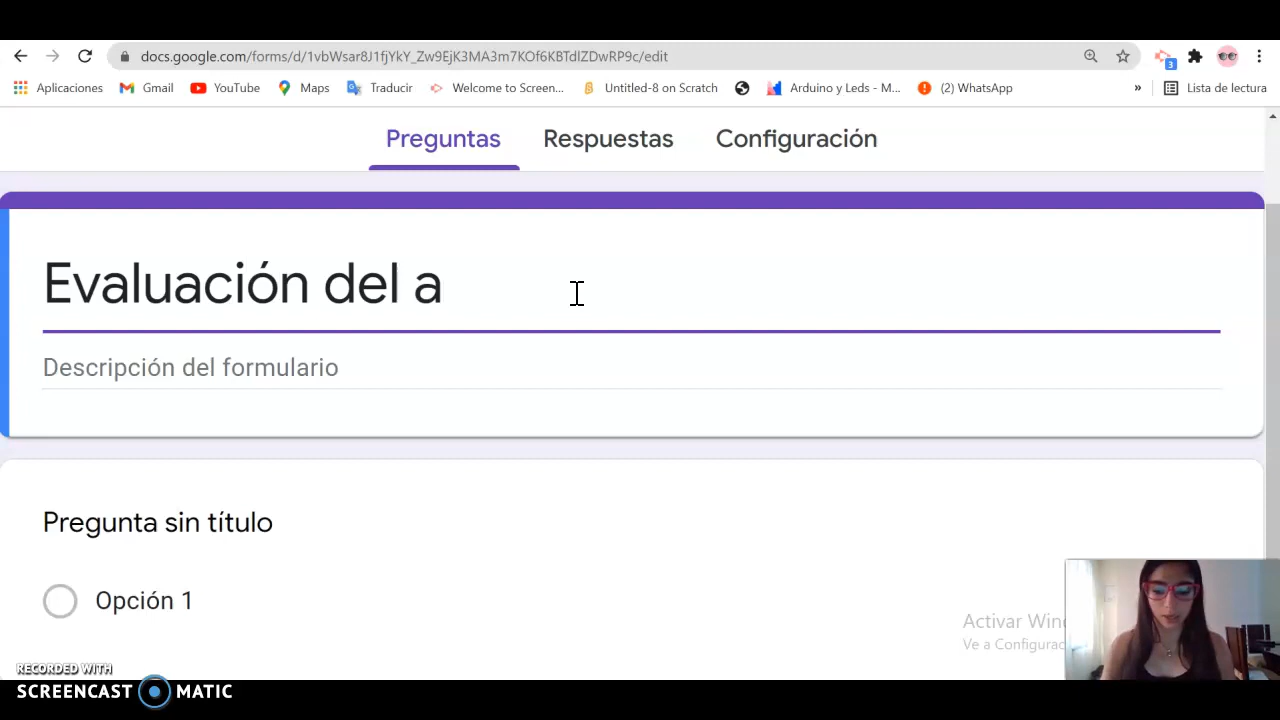 docs.google.com/forms/d/1vbWsar8J1fjYkY_Zw9EjK3MA3m7KOf6KBTdlZDwRP9c/edit
3
Aplicaciones Gmail YouTube Maps Traducir Welcome to Screen... Untitled-8 on Scratch Arduino y Leds - M... (2) WhatsApp » Lista de lectura
Preguntas Respuestas Configuración
Evaluación del a
Descripción del formulario
Pregunta sin título
Opción 1
Activar Win
Ve a Configurac
RECORDED WITH
SCREENCAST MATIC